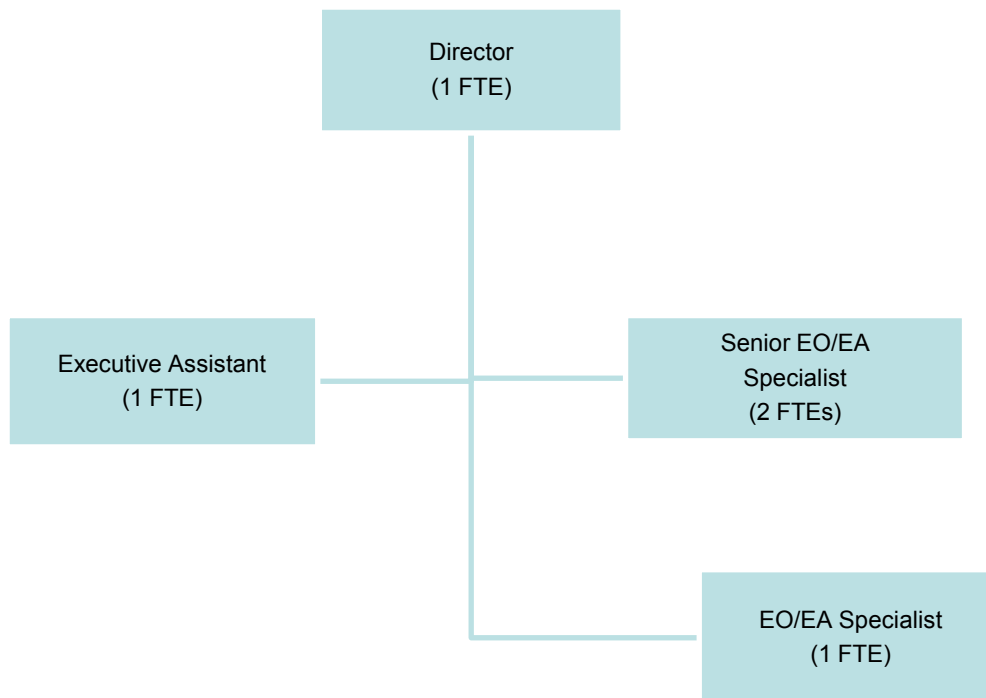 Director
(1 FTE)
Executive Assistant
(1 FTE)
Senior EO/EA
Specialist
(2 FTEs)
EO/EA Specialist
(1 FTE)